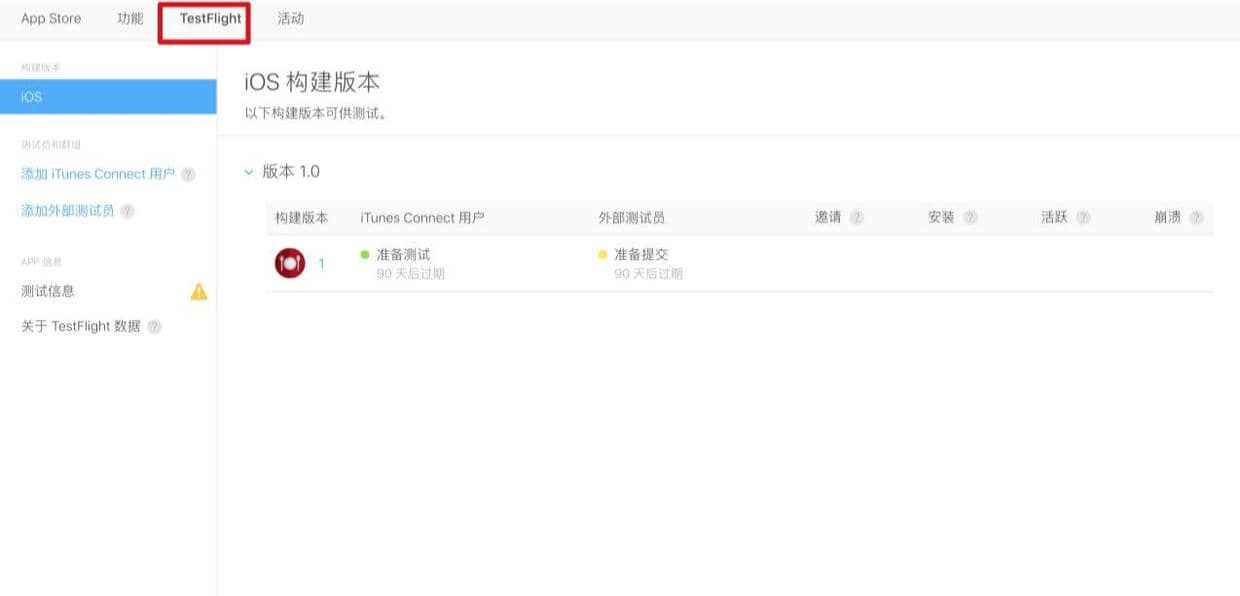 App Store 功能 TestFlight 活动
构建版本
iOS
测试员和群组
添加 iTunes Connect 用户 ?
添加外部测试员 ?
APP 信息
测试信息
关于 TestFlight 数据 ?
iOS 构建版本
以下构建版本可供测试。
版本 1.0
构建版本 iTunes Connect 用户 外部测试员 邀请 ? 安装 ? 活跃 ? 崩溃 ?
1 准备测试 准备提交
90 天后过期 90 天后过期